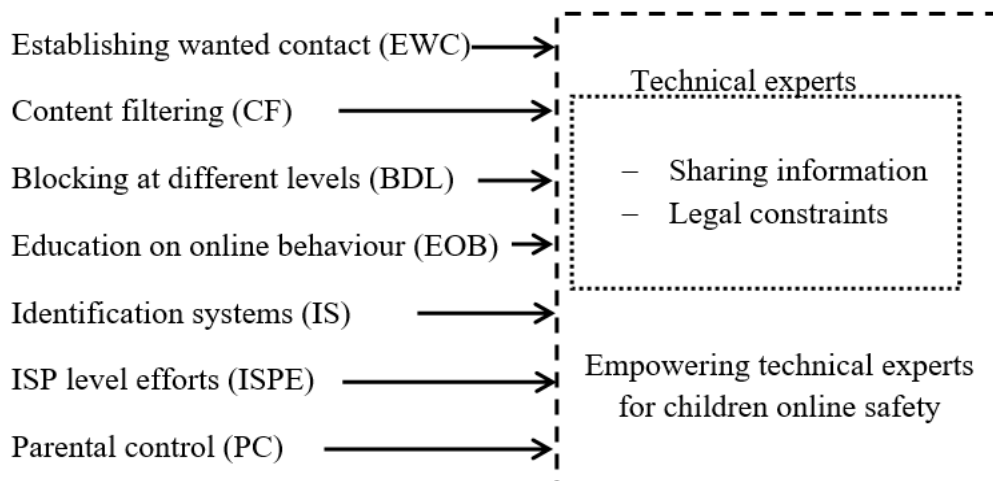 Establishing wanted contact (EWC)
Content filtering (CF)
Blocking at different levels (BDL)
Education on online behaviour (EOB)
Identification systems (IS)
ISP level efforts (ISPE)
Parental control (PC)
Technical experts
– Sharing information
– Legal constraints
Empowering technical experts
for children online safety